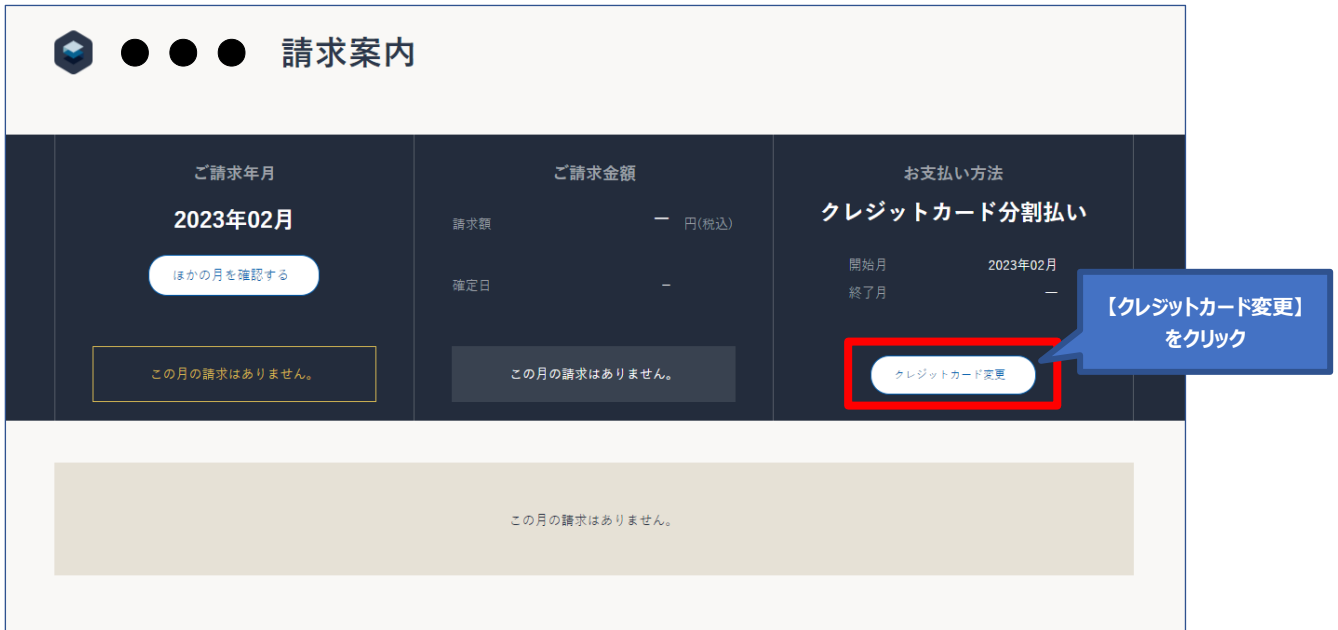 ● ● ● 請求案内
ご請求年月
2023年02月
ほかの月を確認する
この月の請求はありません。
ご請求金額
請求額 ー 円(税込)
確定日 −
この月の請求はありません。
お支払い方法
クレジットカード分割払い
開始月 2023年02月
終了月 ー
クレジットカード変更
【クレジットカード変更】
をクリック
この月の請求はありません。